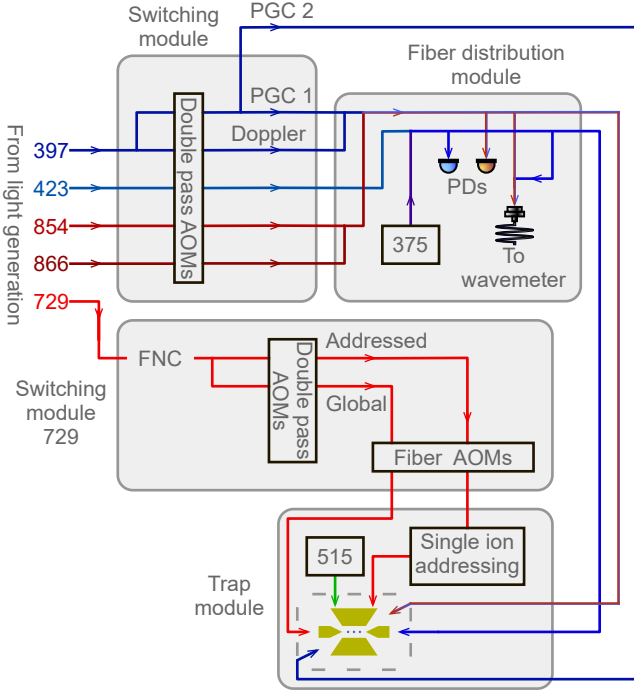 Switching
module
PGC 2
Fiber distribution
module
From light generation
397
423
854
866
729
Double pass AOMs
PGC 1
Doppler
PDs
375
To
wavemeter
Switching
module
729
FNC
Double pass
AOMs
Addressed
Global
Fiber AOMs
Trap
module
515
Single ion
addressing